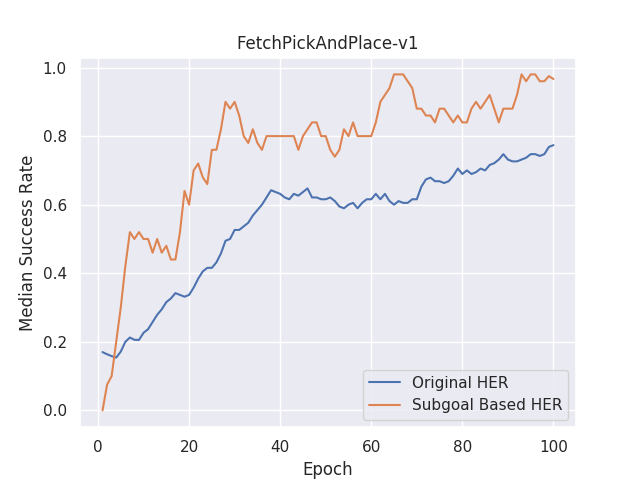 FetchPickAndPlace-v1
Median Success Rate
1.0
0.8
0.6
0.4
0.2
0.0
0 20 40 60 80 100
Epoch
Original HER
Subgoal Based HER